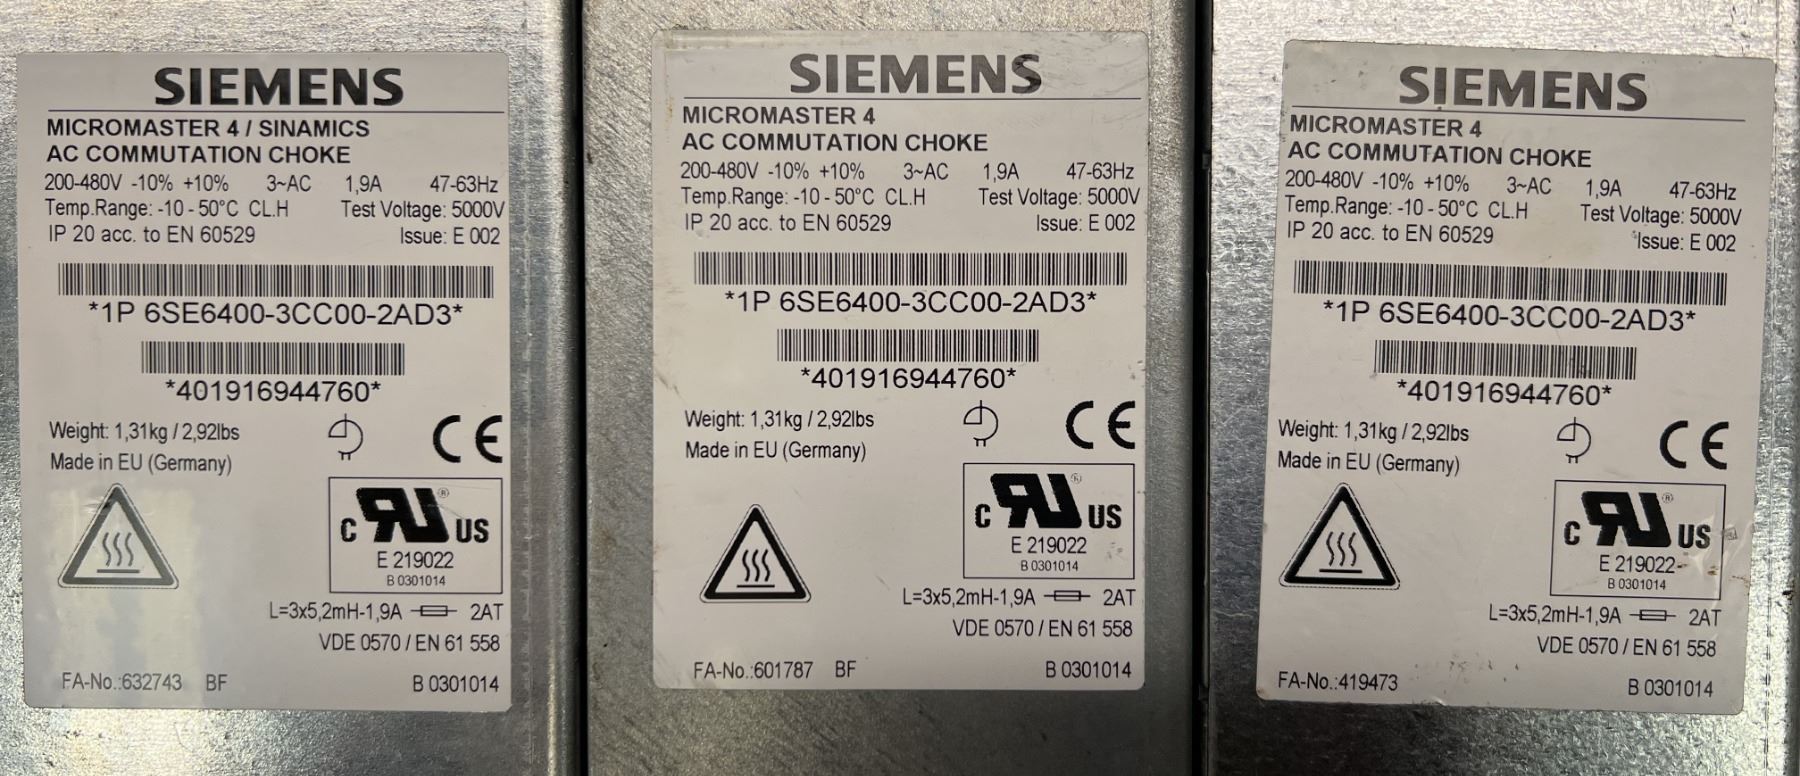 SIEMENS
MICROMASTER 4 / SINAMICS
AC COMMUTATION CHOKE
200-480V -10% +10% 3~AC 1,9A 47-63Hz
Temp.Range: -10 - 50°C CL.H Test Voltage: 5000V
IP 20 acc. to EN 60529 Issue: E 002
*1P 6SE6400-3CC00-2AD3*
*401916944760*
Weight: 1,31kg / 2,92lbs
Made in EU (Germany)
CE
c RU ® US
E 219022
B 0301014
L=3x5,2mH-1,9A 2AT
VDE 0570 / EN 61 558
FA-No.:632743 BF B 0301014
SIEMENS
MICROMASTER 4
AC COMMUTATION CHOKE
200-480V -10% +10% 3~AC 1,9A 47-63Hz
Temp.Range: -10 - 50°C CL.H Test Voltage: 5000V
IP 20 acc. to EN 60529 Issue: E 002
*1P 6SE6400-3CC00-2AD3*
*401916944760*
Weight: 1,31kg / 2,92lbs
Made in EU (Germany)
CE
c RU ® US
E 219022
B 0301014
L=3x5,2mH-1,9A 2AT
VDE 0570 / EN 61 558
FA-No.:601787 BF B 0301014
SIEMENS
MICROMASTER 4
AC COMMUTATION CHOKE
200-480V -10% +10% 3~AC 1,9A 47-63Hz
Temp.Range: -10 - 50°C CL.H Test Voltage: 5000V
IP 20 acc. to EN 60529 Issue: E 002
*1P 6SE6400-3CC00-2AD3*
*401916944760*
Weight: 1,31kg / 2,92lbs
Made in EU (Germany)
CE
c RU ® US
E 219022
B 0301014
L=3x5,2mH-1,9A 2AT
VDE 0570 / EN 61 558
FA-No.:419473 B 0301014